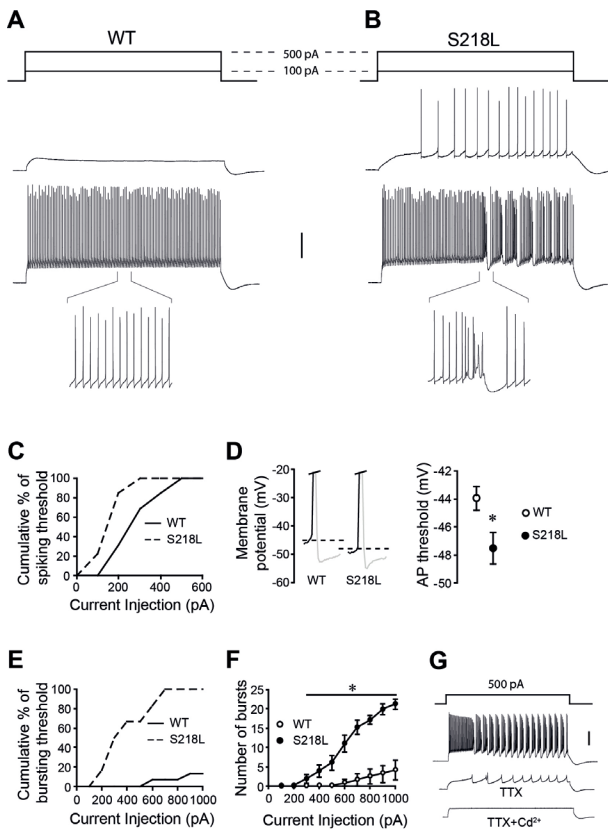 A
B
WT
S218L
500 pA
100 pA
C
Cumulative % of
spiking threshold
100
80
60
40
20
0
0 200 400 600
Current Injection (pA)
WT
S218L
D
Membrane
potential (mV)
-20
-30
-40
-50
-60
WT
S218L
AP threshold (mV)
-42
-44
-46
-48
-50
*
WT
S218L
E
Cumulative % of
bursting threshold
100
80
60
40
20
0
0 200 400 600 800 1000
Current Injection (pA)
WT
S218L
F
Number of bursts
25
20
15
10
5
0
0 200 400 600 800 1000
Current Injection (pA)
*
WT
S218L
G
500 pA
TTX
TTX+Cd²⁺